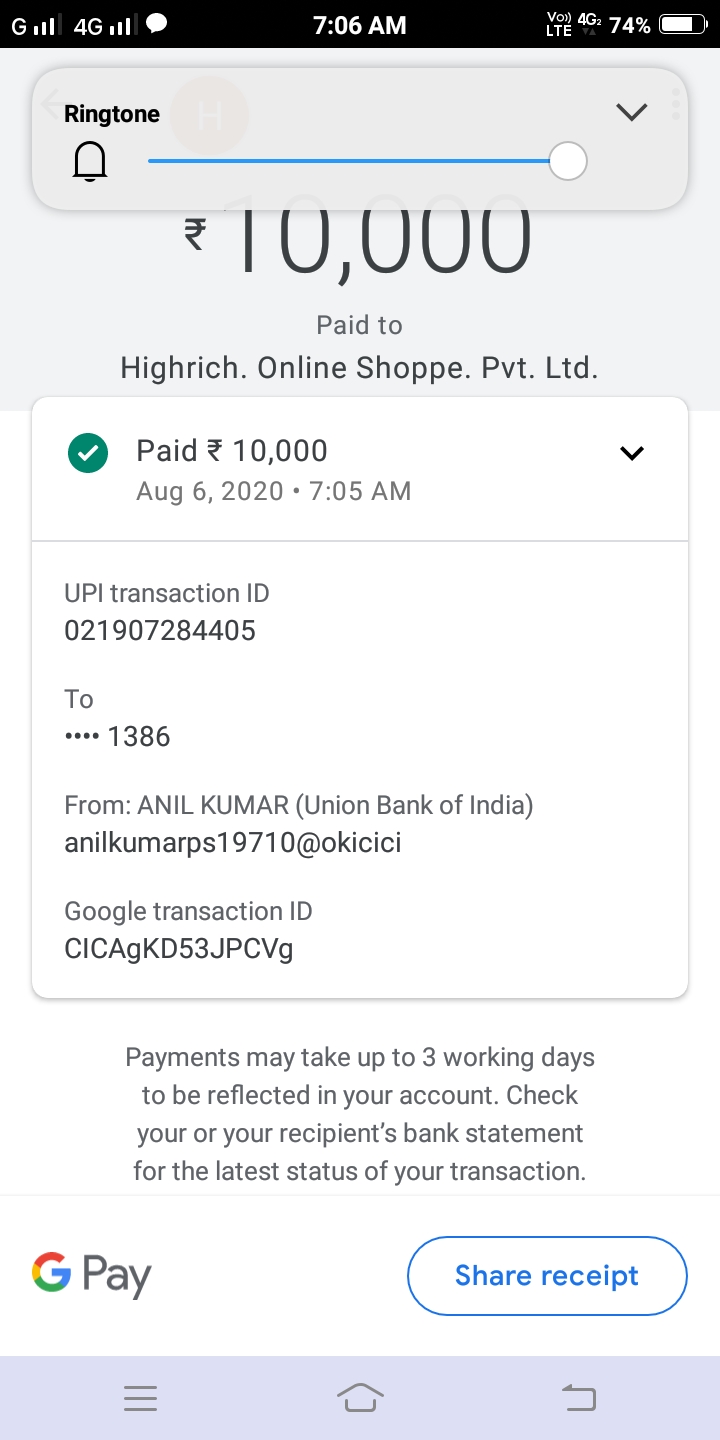 G 4G 7:06 AM Vo)) LTE 4G2 74%
Ringtone
H
₹10,000
Paid to
Highrich. Online Shoppe. Pvt. Ltd.
Paid ₹ 10,000
Aug 6, 2020 • 7:05 AM
UPI transaction ID
021907284405
To
•••• 1386
From: ANIL KUMAR (Union Bank of India)
anilkumarps19710@okicici
Google transaction ID
CICAgKD53JPCVg
Payments may take up to 3 working days
to be reflected in your account. Check
your or your recipient’s bank statement
for the latest status of your transaction.
G Pay
Share receipt